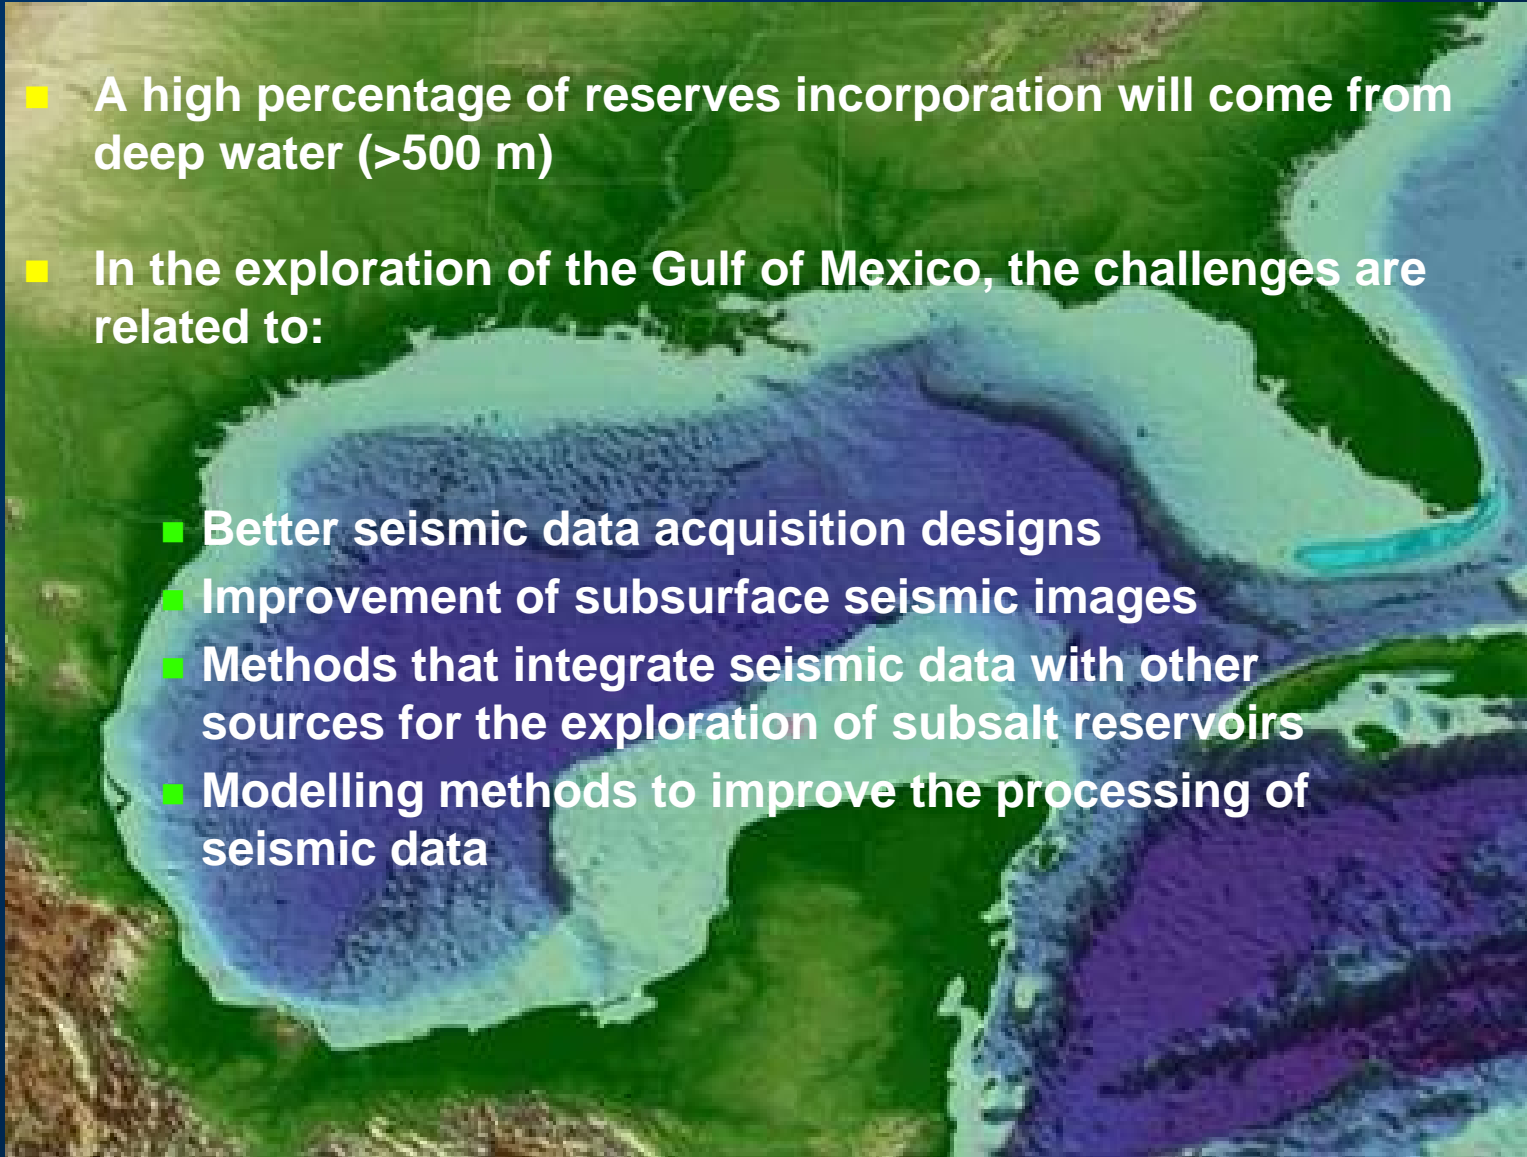 A high percentage of reserves incorporation will come from
deep water (>500 m)
In the exploration of the Gulf of Mexico, the challenges are
related to:
Better seismic data acquisition designs
Improvement of subsurface seismic images
Methods that integrate seismic data with other
sources for the exploration of subsalt reservoirs
Modelling methods to improve the processing of
seismic data